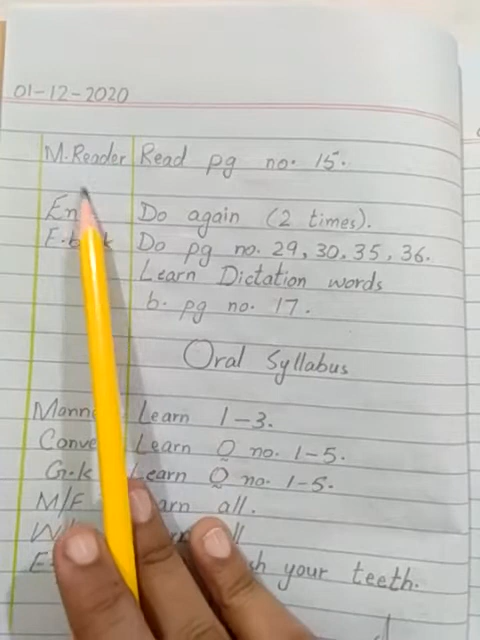 01-12-2020
M.Reader Read pg no. 15.
Do again (2 times).
Do pg no. 29, 30, 35, 36.
Learn Dictation words
b. pg no. 17.
Oral Syllabus
Learn 1-3.
Learn Q no. 1-5.
G.k Learn Q no. 1-5.
M/F all.
your teeth.